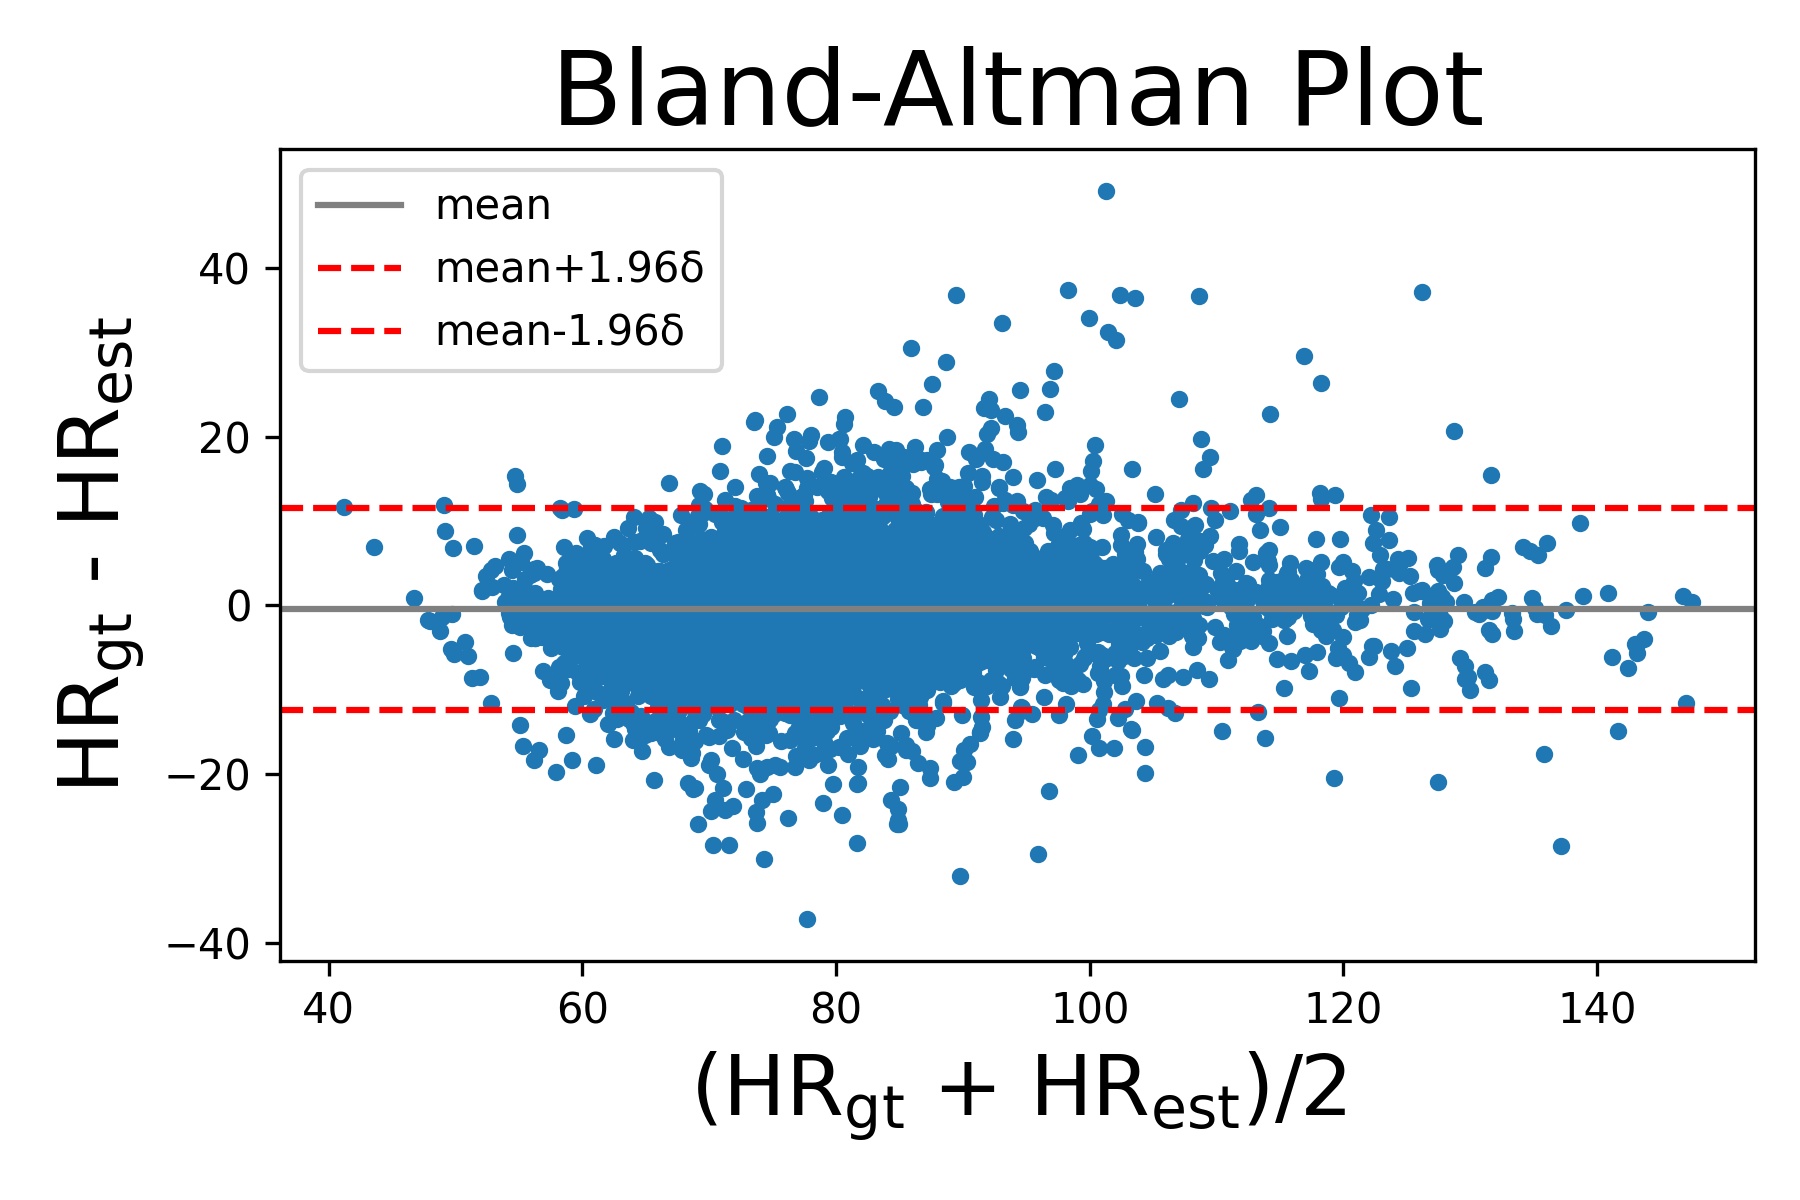 Bland-Altman Plot
mean
mean+1.96δ
mean-1.96δ
HRgt - HRest
40
20
0
−20
−40
40 60 80 100 120 140
(HRgt + HRest)/2